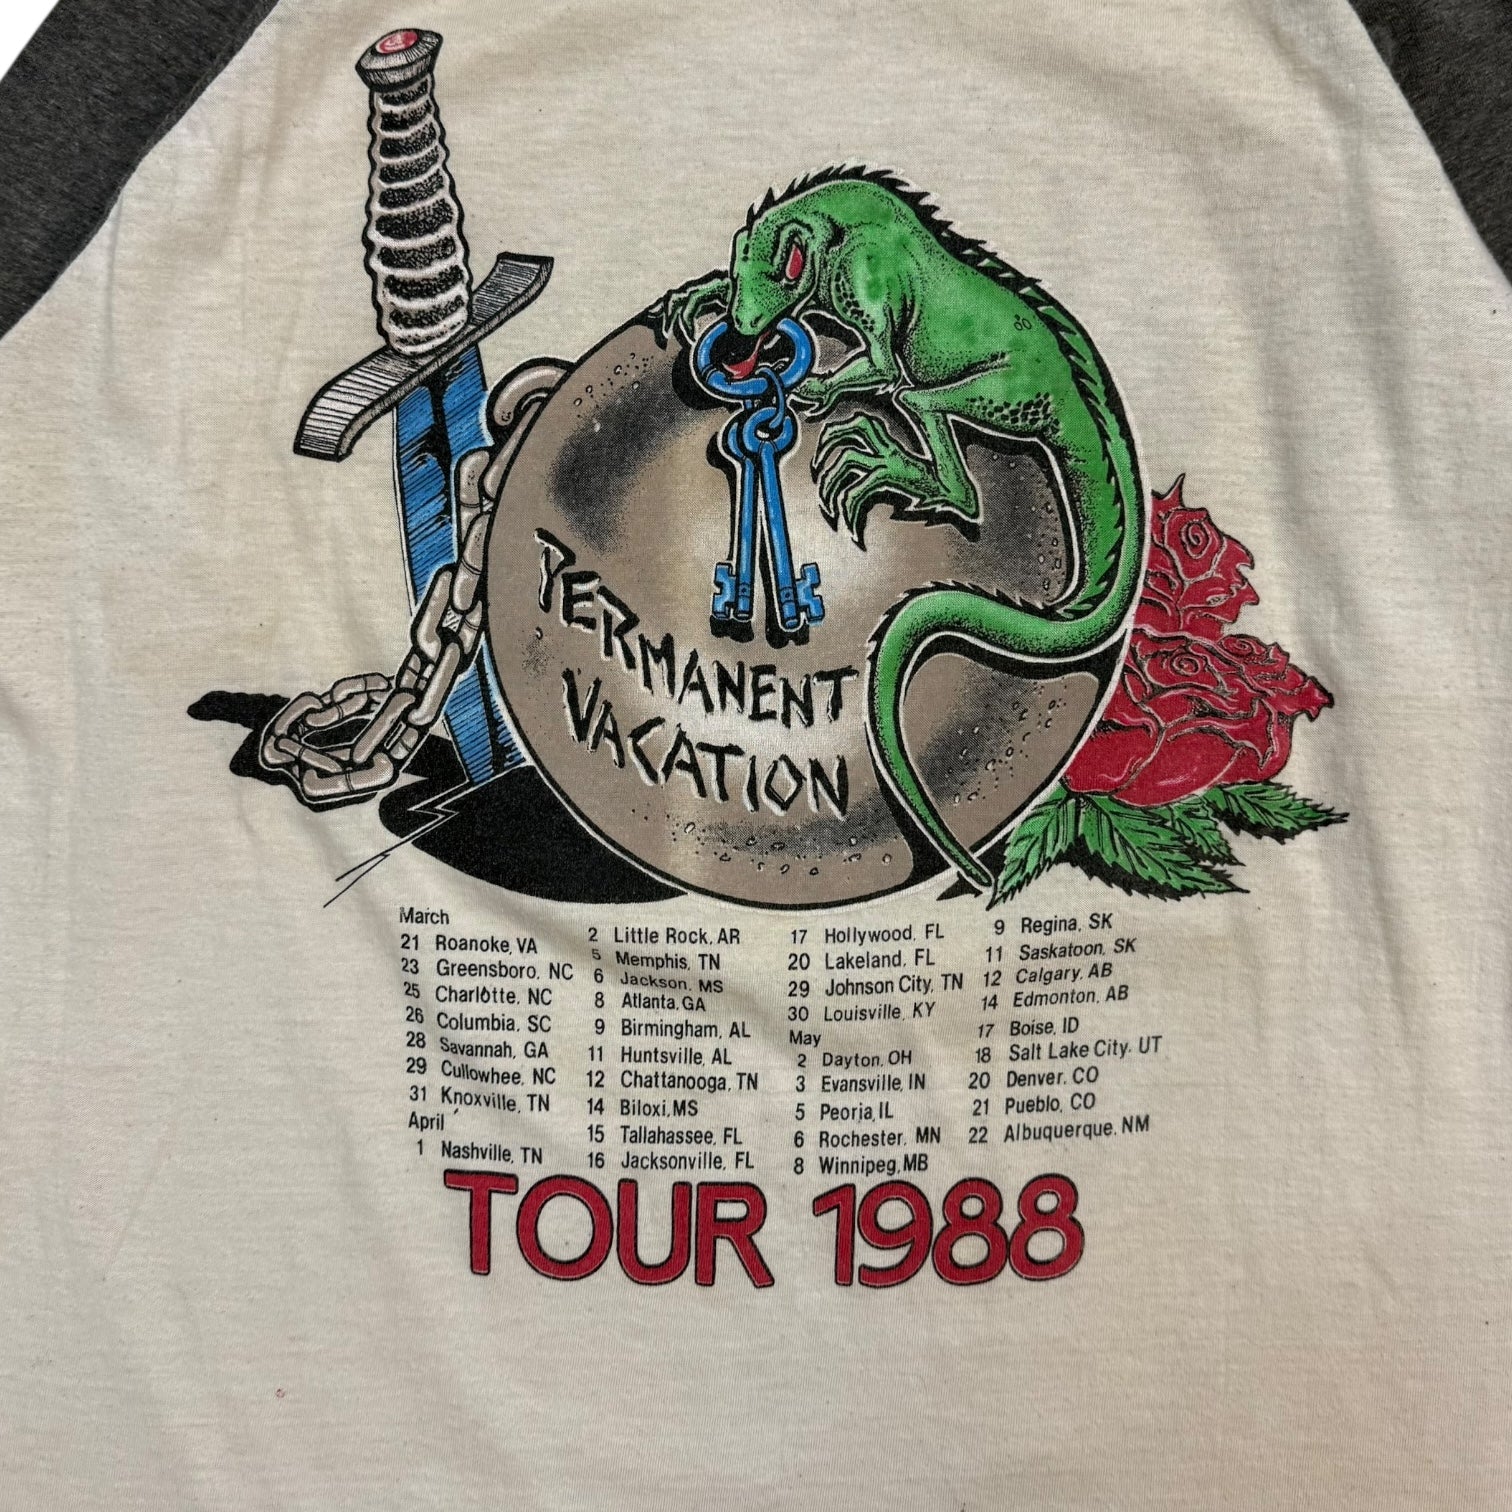 PERMANENT
VACATION
March
21 Roanoke, VA
23 Greensboro, NC
25 Charlotte, NC
26 Columbia, SC
28 Savannah, GA
29 Cullowhee, NC
31 Knoxville, TN
April
1 Nashville, TN
2 Little Rock, AR
5 Memphis, TN
6 Jackson, MS
8 Atlanta, GA
9 Birmingham, AL
11 Huntsville, AL
12 Chattanooga, TN
14 Biloxi, MS
15 Tallahassee, FL
16 Jacksonville, FL
17 Hollywood, FL
20 Lakeland, FL
29 Johnson City, TN
30 Louisville, KY
May
2 Dayton, OH
3 Evansville, IN
5 Peoria, IL
6 Rochester, MN
8 Winnipeg, MB
9 Regina, SK
11 Saskatoon, SK
12 Calgary, AB
14 Edmonton, AB
17 Boise, ID
18 Salt Lake City, UT
20 Denver, CO
21 Pueblo, CO
22 Albuquerque, NM
TOUR 1988